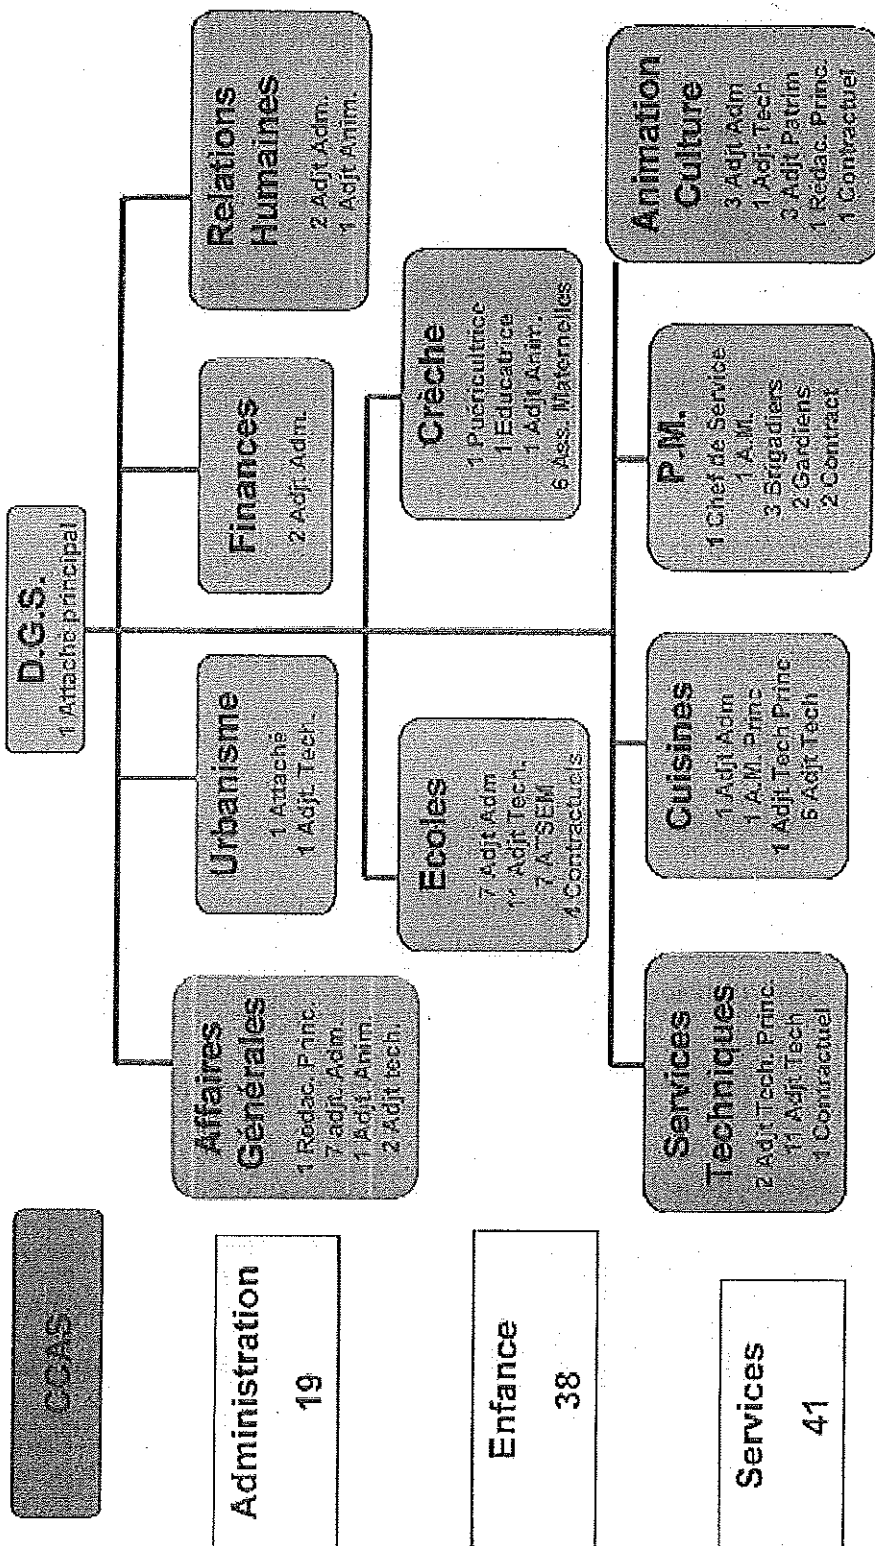 CCAS
D.G.S.
1 Attache principal
Administration
19
Affaires
Générales
1 Rédac. Princ.
7 adjt. Adm.
1 Adjt. Anim.
2 Adjt tech.
Urbanisme
1 Attaché
1 Adjt. Tech.
Finances
2 Adjt. Adm.
Relations
Humaines
2 Adjt Adm.
1 Adjt Anim.
Enfance
38
Ecoles
7 Adjt Adm
11 Adjt Tech.
7 ATSEM
4 Contractuels
Crèche
1 Puéricultrice
1 Educatrice
1 Adjt Anim.
6 Ass. Maternelles
Services
41
Services
Techniques
2 Adjt Tech. Princ.
11 Adjt Tech
1 Contractuel
Cuisines
1 Adjt Adm
1 A.M. Princ
1 Adjt Tech Princ
6 Adjt Tech
P.M.
1 Chef de Service
1 A.M.
3 Brigadiers
2 Gardiens
2 Contract
Animation
Culture
3 Adjt Adm
1 Adjt Tech
3 Adjt Patrim
1 Rédac. Princ.
1 Contractuel